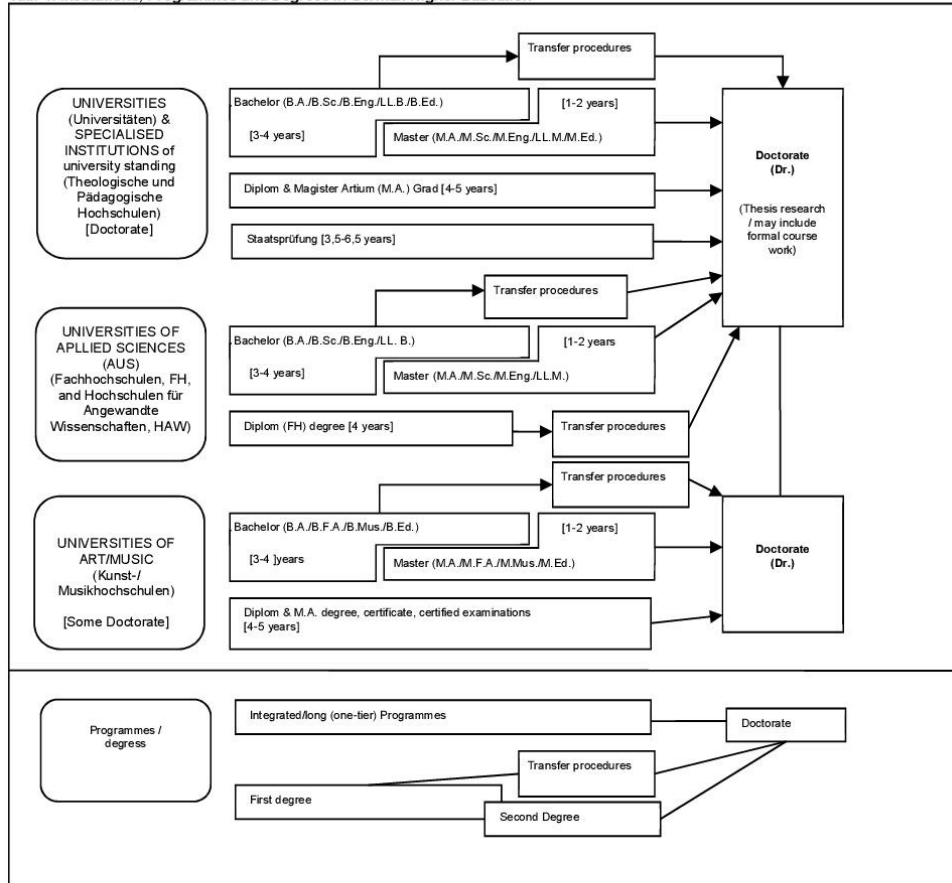 Transfer procedures
UNIVERSITIES
(Universitäten) &
SPECIALISED
INSTITUTIONS of
university standing
(Theologische und
Pädagogische
Hochschulen)
[Doctorate]
Bachelor (B.A./B.Sc./B.Eng./LL.B./B.Ed.)
[3-4 years]
[1-2 years]
Master (M.A./M.Sc./M.Eng./LL.M./M.Ed.)
Diplom & Magister Artium (M.A.) Grad [4-5 years]
Staatsprüfung [3,5-6,5 years]
Doctorate
(Dr.)
(Thesis research
/ may include
formal course
work)
Transfer procedures
UNIVERSITIES OF
APLLIED SCIENCES
(AUS)
(Fachhochschulen, FH,
and Hochschulen für
Angewandte
Wissenschaften, HAW)
Bachelor (B.A./B.Sc./B.Eng./LL. B.)
[3-4 years]
[1-2 years
Master (M.A./M.Sc./M.Eng./LL.M.)
Diplom (FH) degree [4 years]
Transfer procedures
Transfer procedures
UNIVERSITIES OF
ART/MUSIC
(Kunst-/
Musikhochschulen)
[Some Doctorate]
Bachelor (B.A./B.F.A./B.Mus./B.Ed.)
[3-4 ]years
[1-2 years]
Master (M.A./M.F.A./M.Mus./M.Ed.)
Diplom & M.A. degree, certificate, certified examinations
[4-5 years]
Doctorate
(Dr.)
Programmes /
degress
Integrated/long (one-tier) Programmes
Doctorate
Transfer procedures
First degree
Second Degree